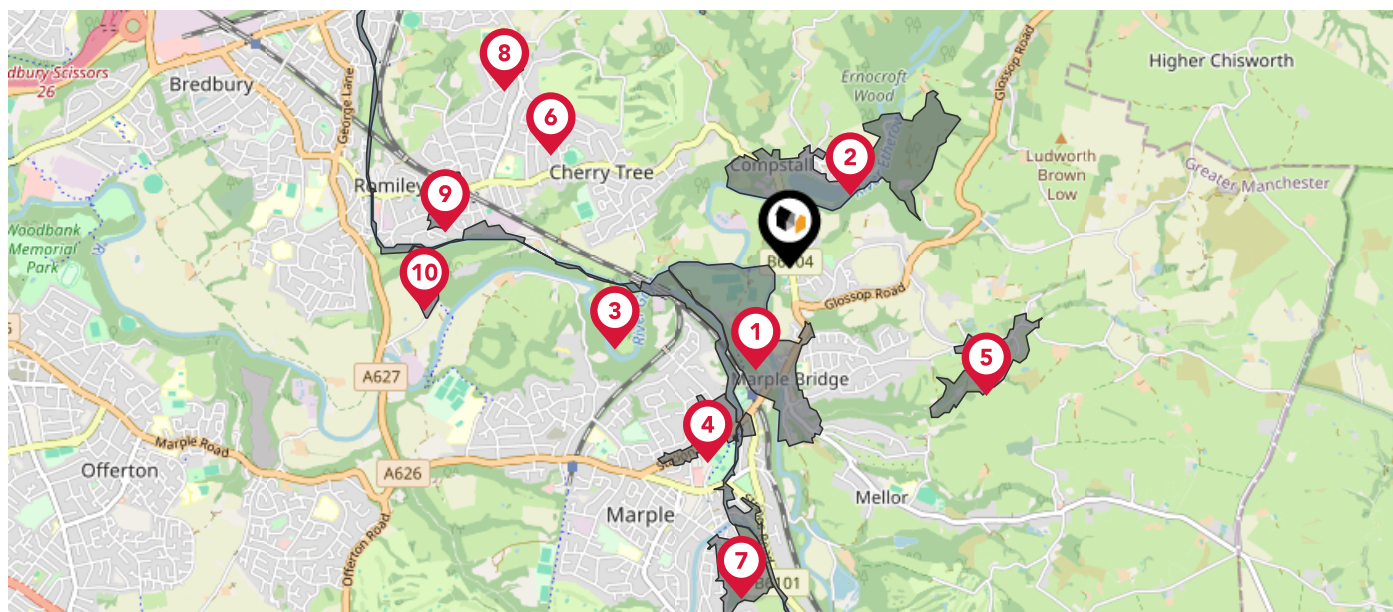 Higher Chisworth
Bredbury
dbury Scissors
26
George Lane
Glossop Road
Ernocroft
Wood
8
6
2
Compstall
Ludworth
Brown
Low
Greater Manchester
Romiley
Cherry Tree
9
Woodbank
Memorial
Park
B6104
10
3
Glossop Road
1
5
A627
Marple Bridge
4
Marple Road
Offerton
A626
Mellor
Marple
Offerton Road
7
B6101